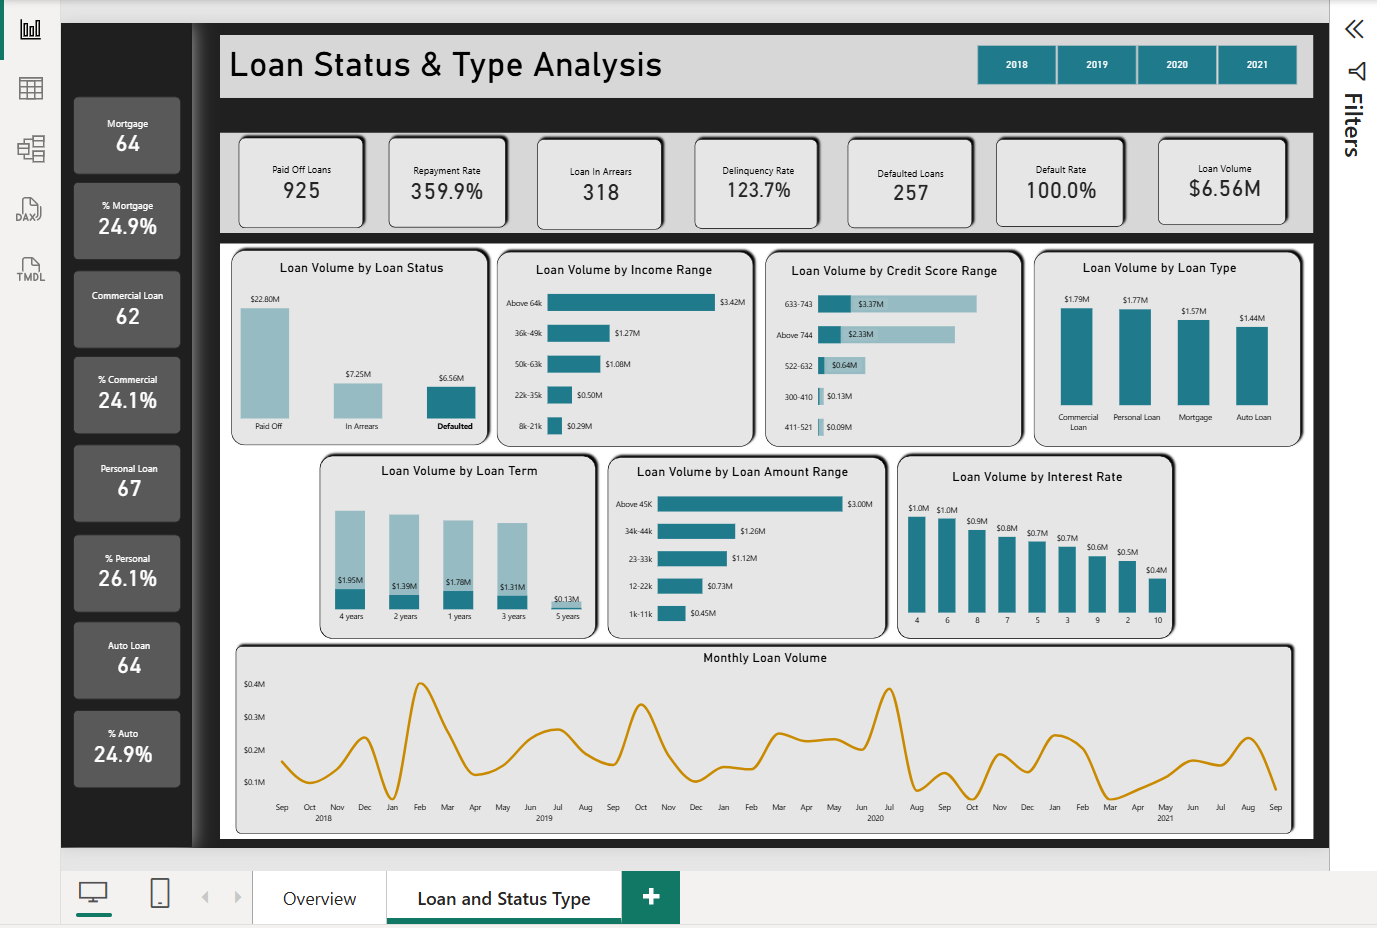 Loan Status & Type Analysis
2018 2019 2020 2021
Filters
DAX
TMDL
Mortgage
64
% Mortgage
24.9%
Commercial Loan
62
% Commercial
24.1%
Personal Loan
67
% Personal
26.1%
Auto Loan
64
% Auto
24.9%
Paid Off Loans
925
Repayment Rate
359.9%
Loan In Arrears
318
Delinquency Rate
123.7%
Defaulted Loans
257
Default Rate
100.0%
Loan Volume
$6.56M
Loan Volume by Loan Status
$22.80M
$7.25M
$6.56M
Paid Off In Arrears Defaulted
Loan Volume by Income Range
Above 64k $3.42M
36k-49k $1.27M
50k-63k $1.08M
22k-35k $0.50M
8k-21k $0.29M
Loan Volume by Credit Score Range
633-743 $3.37M
Above 744 $2.33M
522-632 $0.64M
300-410 $0.13M
411-521 $0.09M
Loan Volume by Loan Type
$1.79M $1.77M $1.57M $1.44M
Commercial Loan Personal Loan Mortgage Auto Loan
Loan Volume by Loan Term
$1.95M $1.39M $1.78M $1.31M $0.13M
4 years 2 years 1 years 3 years 5 years
Loan Volume by Loan Amount Range
Above 45K $3.00M
34k-44k $1.26M
23-33k $1.12M
12-22k $0.73M
1k-11k $0.45M
Loan Volume by Interest Rate
$1.0M $1.0M $0.9M $0.8M $0.7M $0.7M $0.6M $0.5M $0.4M
4 6 8 7 5 3 9 2 10
Monthly Loan Volume
$0.4M
$0.3M
$0.2M
$0.1M
Sep Oct Nov Dec Jan Feb Mar Apr May Jun Jul Aug Sep Oct Nov Dec Jan Feb Mar Apr May Jun Jul Aug Sep Oct Nov Dec Jan Feb Mar Apr May Jun Jul Aug Sep
2018 2019 2020 2021
Overview
Loan and Status Type